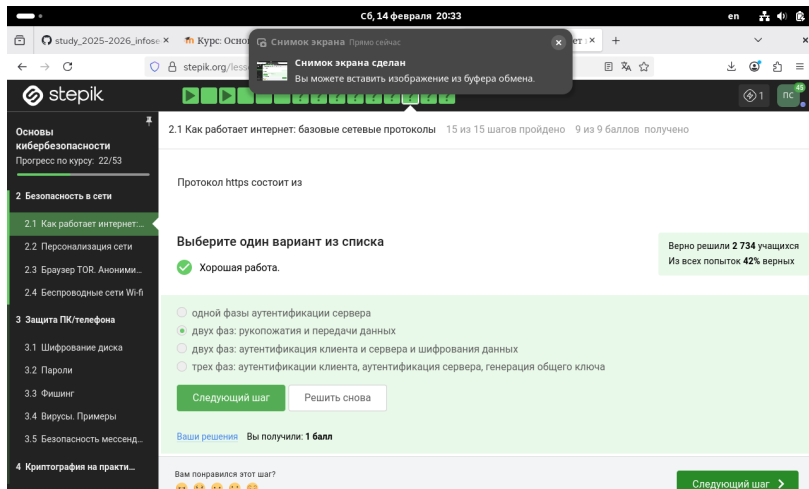 Сб, 14 февраля 20:33
en
study_2025-2026_infose
Курс: Осно
Снимок экрана Прямо сейчас
Снимок экрана сделан
Вы можете вставить изображение из буфера обмена.
stepik.org/less
stepik
1
ПС
45
Основы кибербезопасности
Прогресс по курсу: 22/53
2.1 Как работает интернет: базовые сетевые протоколы 15 из 15 шагов пройдено 9 из 9 баллов получено
2 Безопасность в сети
2.1 Как работает интернет:...
2.2 Персонализация сети
2.3 Браузер TOR. Аноними...
2.4 Беспроводные сети Wi-fi
3 Защита ПК/телефона
3.1 Шифрование диска
3.2 Пароли
3.3 Фишинг
3.4 Вирусы. Примеры
3.5 Безопасность мессенд...
4 Криптография на практи...
Протокол https состоит из
Выберите один вариант из списка
Хорошая работа.
Верно решили 2 734 учащихся
Из всех попыток 42% верных
одной фазы аутентификации сервера
двух фаз: рукопожатия и передачи данных
двух фаз: аутентификация клиента и сервера и шифрования данных
трех фаз: аутентификации клиента, аутентификация сервера, генерация общего ключа
Следующий шаг
Решить снова
Ваши решения Вы получили: 1 балл
Вам понравился этот шаг?
Следующий шаг